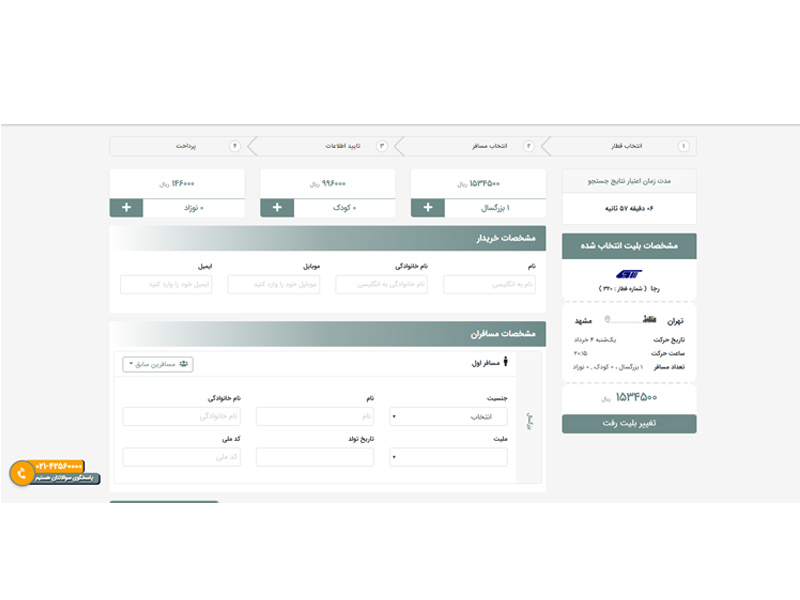 ۱ انتخاب قطار
۲ انتخاب مسافر
۳ تایید اطلاعات
۴ پرداخت
مدت زمان اعتبار نتایج جستجو
۰۶ دقیقه ۵۷ ثانیه
مشخصات بلیت انتخاب شده
رجا ( شماره قطار : ۳۲۰ )
تهران مشهد
تاریخ حرکت یک‌شنبه ۴ خرداد
ساعت حرکت ۲۰:۱۵
تعداد مسافر ۱ بزرگسال ، ۰ کودک , ۰ نوزاد
۱۵۳۴۵۰۰ ریال
تغییر بلیت رفت
۱۵۳۴۵۰۰ ریال
۱ بزرگسال +
۹۹۶۰۰۰ ریال
۰ کودک +
۱۴۶۰۰۰ ریال
۰ نوزاد +
مشخصات خریدار
نام نام خانوادگی موبایل ایمیل
نام به انگلیسی نام خانوادگی به انگلیسی موبایل خود را وارد کنید ایمیل خود را وارد کنید
مشخصات مسافران
بزرگسال
مسافر اول مسافرین سابق
جنسیت نام نام خانوادگی
انتخاب نام نام خانوادگی
ملیت تاریخ تولد کد ملی
کد ملی
۰۲۱-۴۲۵۶۰۰۰۰
پاسخگوی سوالاتتان هستیم